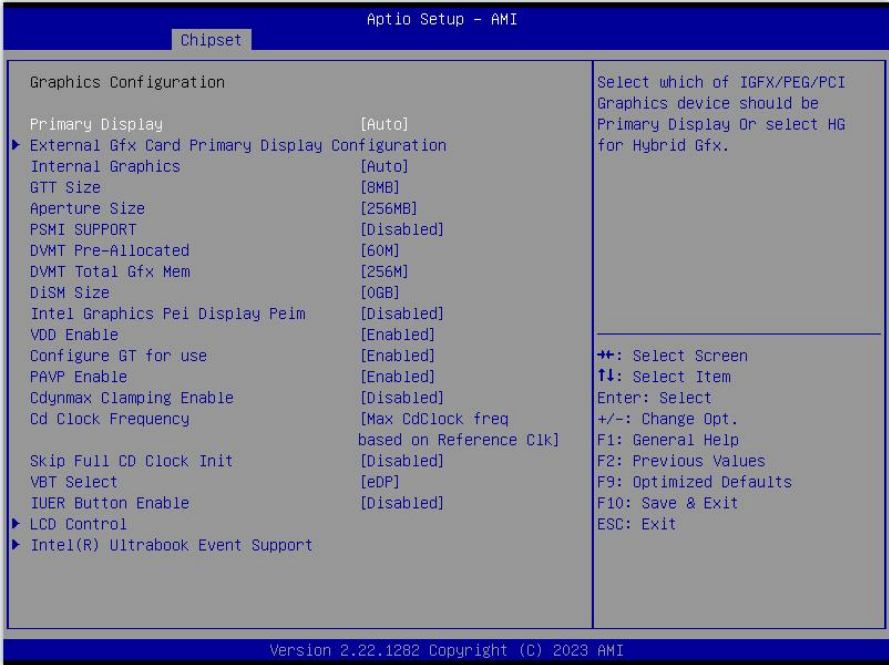 Aptio Setup – AMI
Chipset
Graphics Configuration
Primary Display [Auto]
▶ External Gfx Card Primary Display Configuration
Internal Graphics [Auto]
GTT Size [8MB]
Aperture Size [256MB]
PSMI SUPPORT [Disabled]
DVMT Pre-Allocated [60M]
DVMT Total Gfx Mem [256M]
DiSM Size [0GB]
Intel Graphics Pei Display Peim [Disabled]
VDD Enable [Enabled]
Configure GT for use [Enabled]
PAVP Enable [Enabled]
Cdynmax Clamping Enable [Disabled]
Cd Clock Frequency [Max CdClock freq
based on Reference Clk]
Skip Full CD Clock Init [Disabled]
VBT Select [eDP]
IUER Button Enable [Disabled]
▶ LCD Control
▶ Intel(R) Ultrabook Event Support
Select which of IGFX/PEG/PCI
Graphics device should be
Primary Display Or select HG
for Hybrid Gfx.
→←: Select Screen
↑↓: Select Item
Enter: Select
+/-: Change Opt.
F1: General Help
F2: Previous Values
F9: Optimized Defaults
F10: Save & Exit
ESC: Exit
Version 2.22.1282 Copyright (C) 2023 AMI